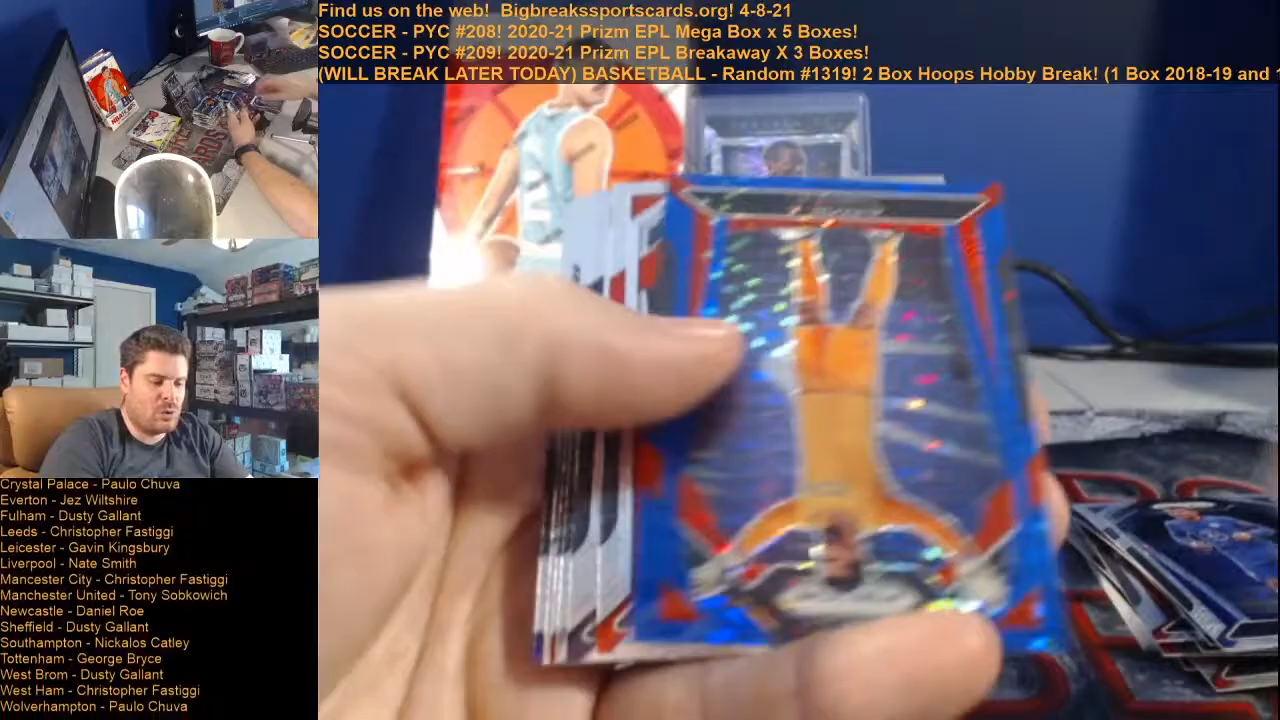 Find us on the web!  Bigbreakssportscards.org! 4-8-21
SOCCER - PYC #208! 2020-21 Prizm EPL Mega Box x 5 Boxes!
SOCCER - PYC #209! 2020-21 Prizm EPL Breakaway X 3 Boxes!
(WILL BREAK LATER TODAY) BASKETBALL - Random #1319! 2 Box Hoops Hobby Break! (1 Box 2018-19 and
Crystal Palace - Paulo Chuva
Everton - Jez Wiltshire
Fulham - Dusty Gallant
Leeds - Christopher Fastiggi
Leicester - Gavin Kingsbury
Liverpool - Nate Smith
Mancester City - Christopher Fastiggi
Manchester United - Tony Sobkowich
Newcastle - Daniel Roe
Sheffield - Dusty Gallant
Southampton - Nickalos Catley
Tottenham - George Bryce
West Brom - Dusty Gallant
West Ham - Christopher Fastiggi
Wolverhampton - Paulo Chuva